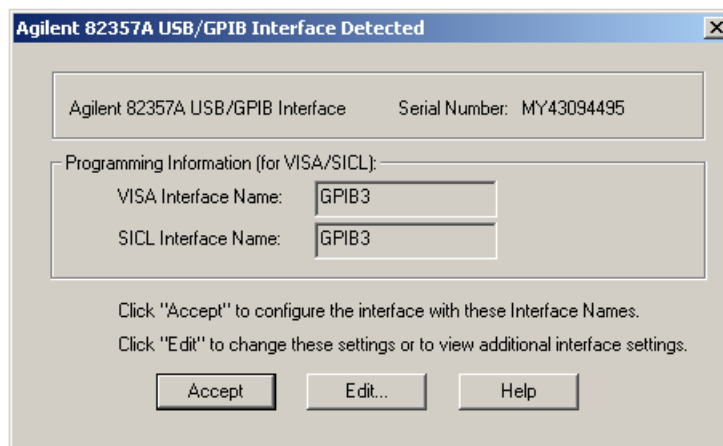 Agilent 82357A USB/GPIB Interface Detected
Agilent 82357A USB/GPIB Interface Serial Number: MY43094495
Programming Information (for VISA/SICL):
VISA Interface Name: GPIB3
SICL Interface Name: GPIB3
Click "Accept" to configure the interface with these Interface Names.
Click "Edit" to change these settings or to view additional interface settings.
Accept Edit... Help